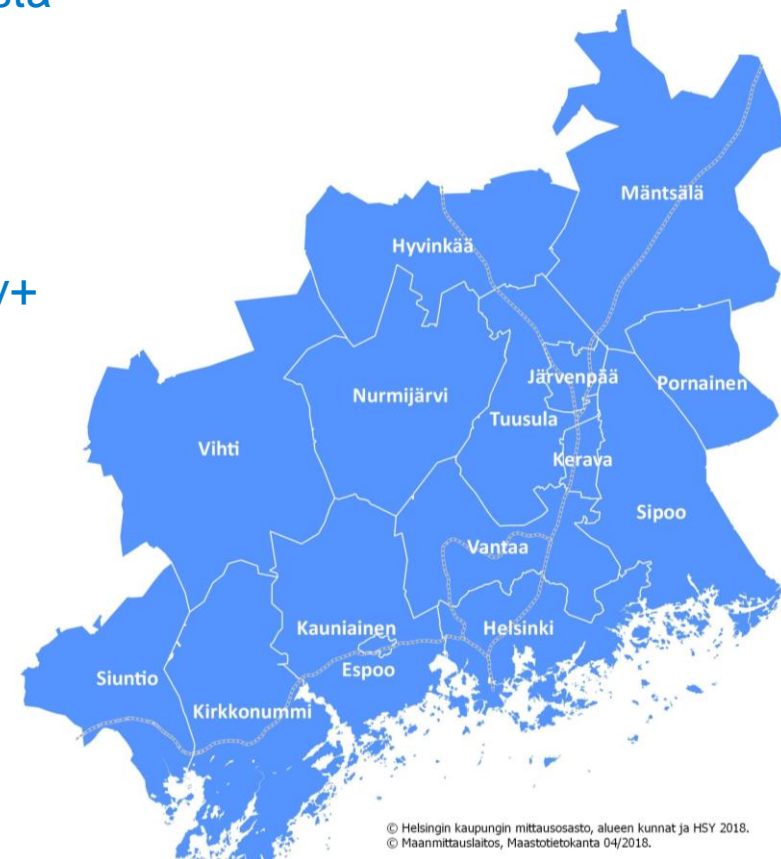 Mäntsälä
Hyvinkää
Järvenpää
Pornainen
Nurmijärvi
Tuusula
Vihti
Kerava
Sipoo
Vantaa
Kauniainen
Helsinki
Espoo
Siuntio
Kirkkonummi
© Helsingin kaupungin mittausosasto, alueen kunnat ja HSY 2018.
© Maanmittauslaitos, Maastotietokanta 04/2018.